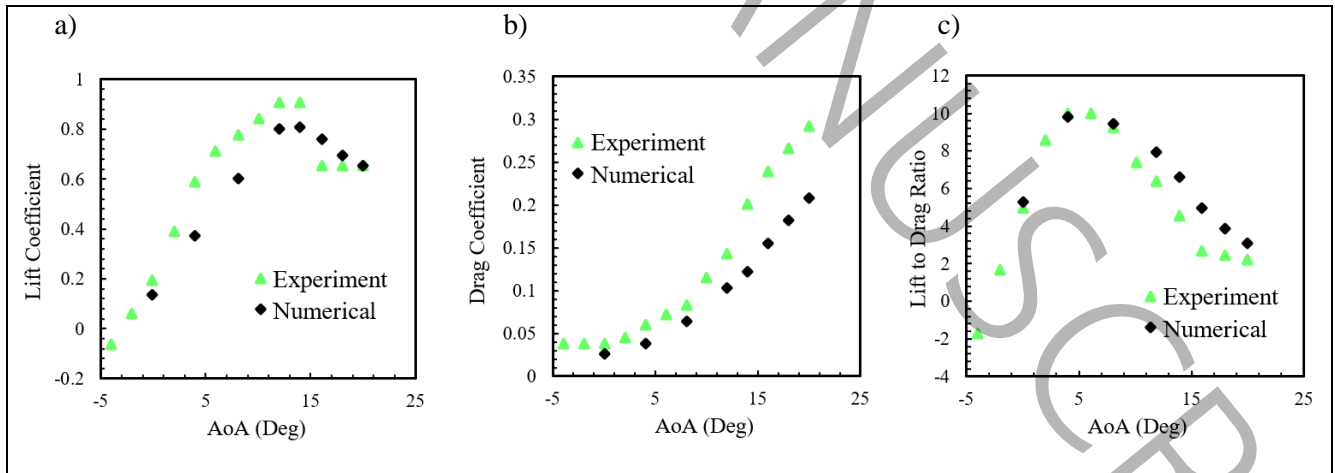 a)
1
0.8
0.6
0.4
0.2
0
-0.2
Lift Coefficient
Experiment
Numerical
-5 5 15 25
AoA (Deg)
b)
0.35
0.3
0.25
0.2
0.15
0.1
0.05
0
Drag Coefficient
Experiment
Numerical
-5 5 15 25
AoA (Deg)
c)
12
10
8
6
4
2
0
-2
-4
Lift to Drag Ratio
Experiment
Numerical
-5 5 15 25
AoA (Deg)
NUSCR